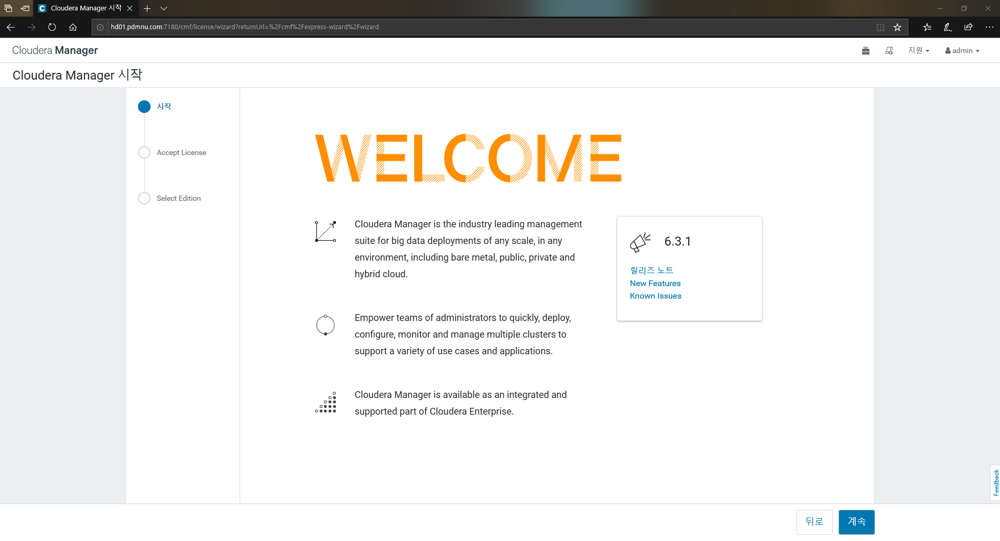 Cloudera Manager 시작
hd01.pdmnu.com:7180/cmf/license/wizard?returnUrl=%2Fcmf%2Fexpress-wizard%2Fwizard
Cloudera Manager
지원
admin
Cloudera Manager 시작
시작
Accept License
Select Edition
WELCOME
Cloudera Manager is the industry leading management
suite for big data deployments of any scale, in any
environment, including bare metal, public, private and
hybrid cloud.
Empower teams of administrators to quickly, deploy,
configure, monitor and manage multiple clusters to
support a variety of use cases and applications.
Cloudera Manager is available as an integrated and
supported part of Cloudera Enterprise.
6.3.1
릴리즈 노트
New Features
Known Issues
Feedback
뒤로
계속